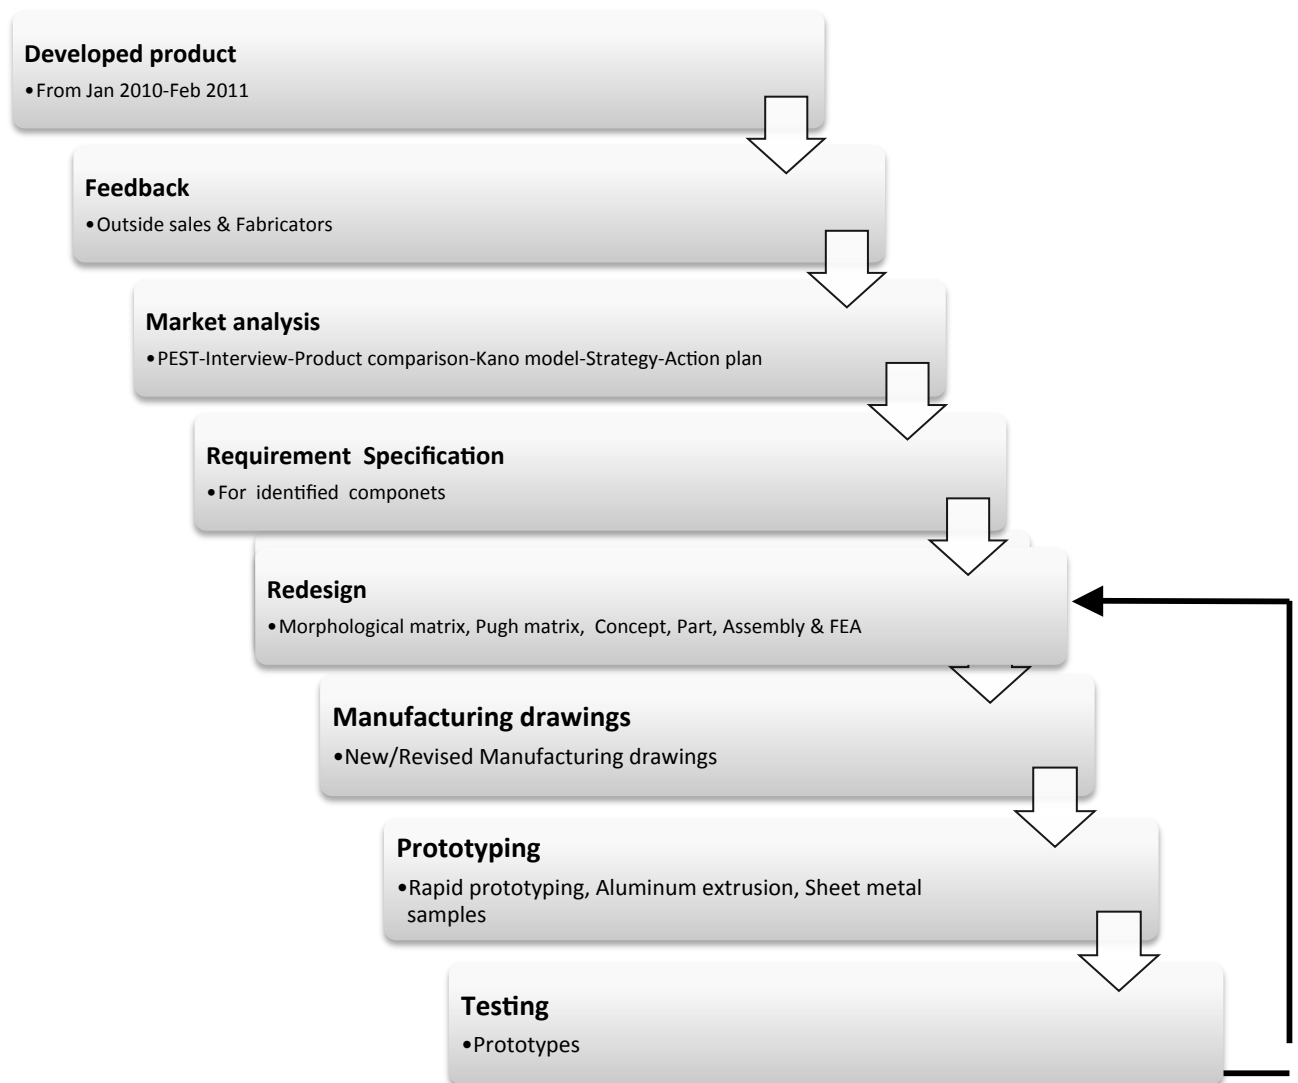 Developed product
•From Jan 2010-Feb 2011
Feedback
•Outside sales & Fabricators
Market analysis
•PEST-Interview-Product comparison-Kano model-Strategy-Action plan
Requirement Specification
•For identified componets
Redesign
•Morphological matrix, Pugh matrix, Concept, Part, Assembly & FEA
Manufacturing drawings
•New/Revised Manufacturing drawings
Prototyping
•Rapid prototyping, Aluminum extrusion, Sheet metal
samples
Testing
•Prototypes